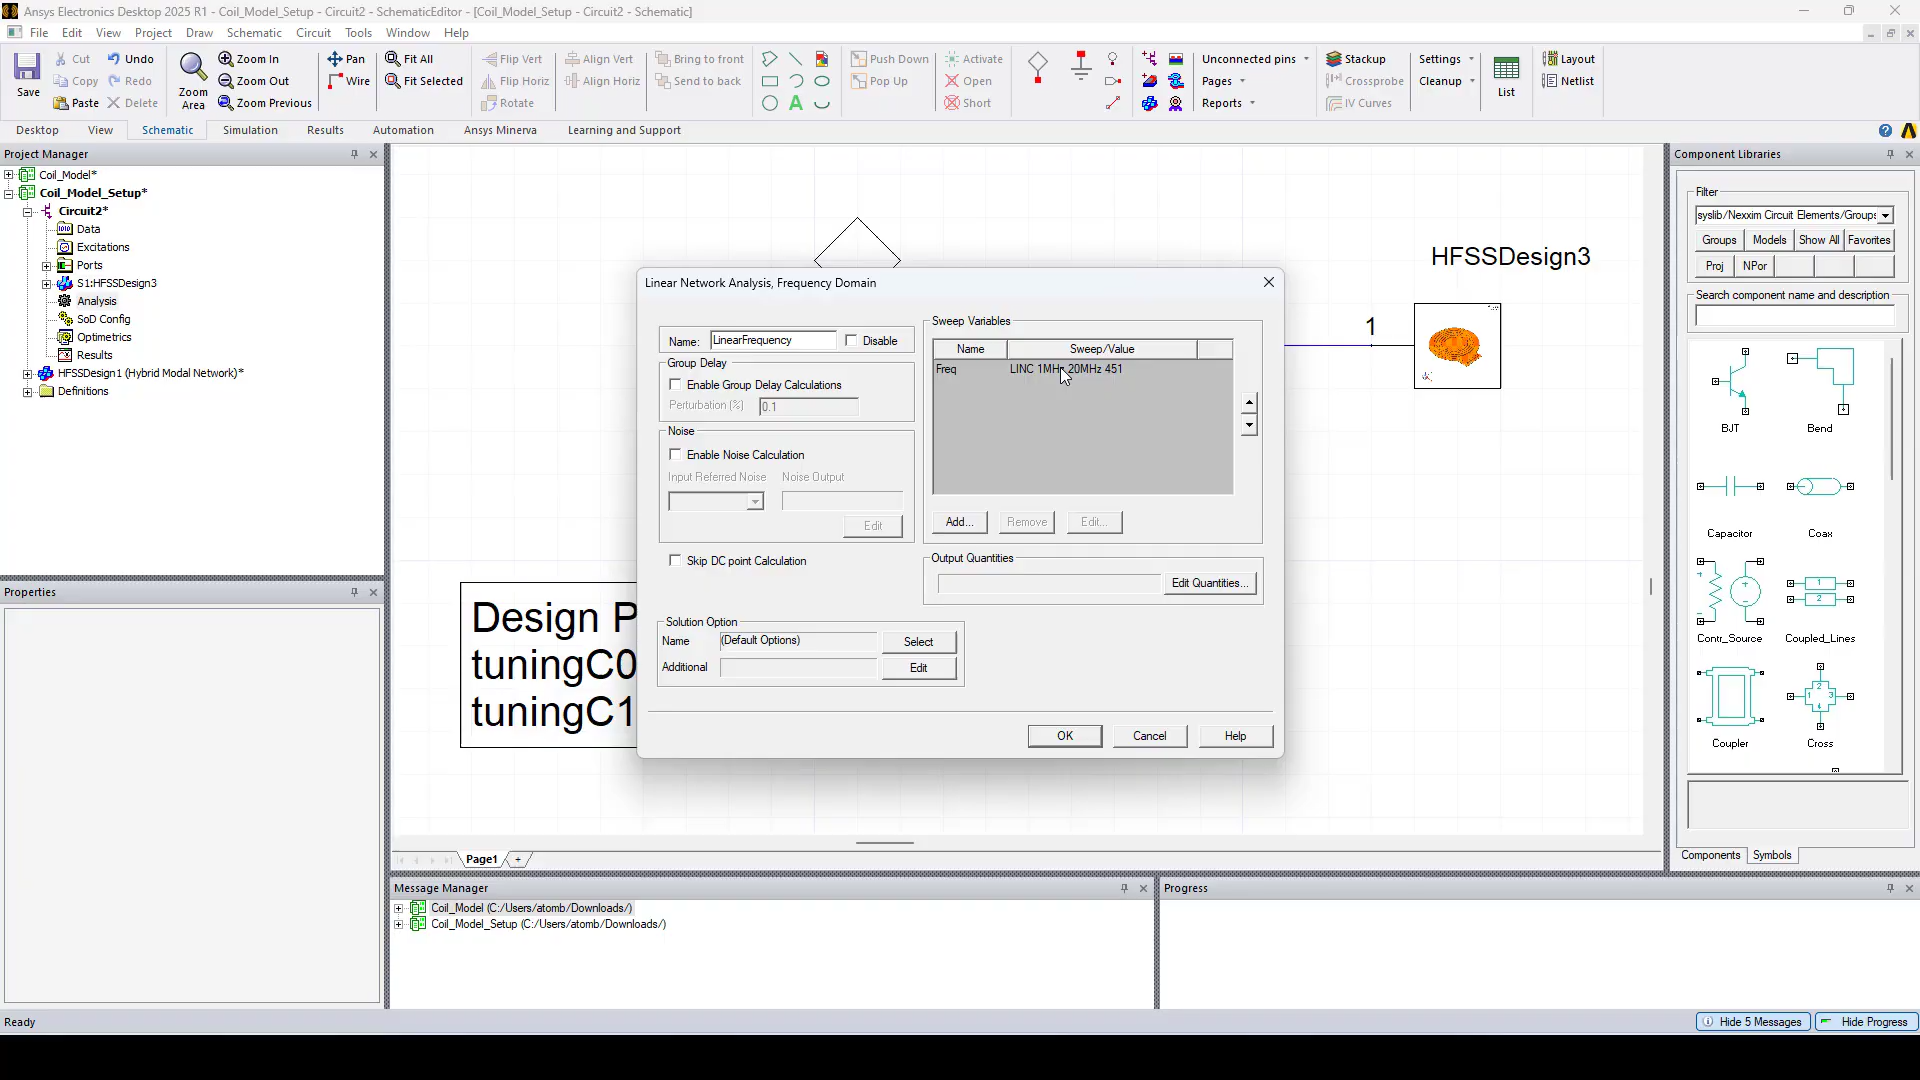 Ansys Electronics Desktop 2025 R1 - Coil_Model_Setup - Circuit2 - SchematicEditor - [Coil_Model_Setup - Circuit2 - Schematic]
File Edit View Project Draw Schematic Circuit Tools Window Help
Save
Cut
Copy
Paste
Undo
Redo
Delete
Zoom Area
Zoom In
Zoom Out
Zoom Previous
Pan
Wire
Fit All
Fit Selected
Flip Vert
Flip Horiz
Rotate
Align Vert
Align Horiz
Bring to front
Send to back
Push Down
Pop Up
Activate
Open
Short
Unconnected pins
Pages
Reports
Stackup
Crossprobe
IV Curves
Settings
Cleanup
List
Layout
Netlist
Desktop View Schematic Simulation Results Automation Ansys Minerva Learning and Support
Project Manager
Coil_Model*
Coil_Model_Setup*
Circuit2*
Data
Excitations
Ports
S1:HFSSDesign3
Analysis
SoD Config
Optimetrics
Results
HFSSDesign1 (Hybrid Modal Network)*
Definitions
Properties
HFSSDesign3
1
Design P
tuningC0
tuningC1
Linear Network Analysis, Frequency Domain
Name: LinearFrequency Disable
Group Delay
Enable Group Delay Calculations
Perturbation [%] 0.1
Noise
Enable Noise Calculation
Input Referred Noise Noise Output
Edit
Skip DC point Calculation
Solution Option
Name (Default Options) Select
Additional Edit
Sweep Variables
Name Sweep/Value
Freq LINC 1MHz 20MHz 451
Add... Remove Edit...
Output Quantities
Edit Quantities...
OK Cancel Help
Page1 +
Message Manager
Coil_Model (C:/Users/atomb/Downloads/)
Coil_Model_Setup (C:/Users/atomb/Downloads/)
Progress
Component Libraries
Filter
syslib/Nexxim Circuit Elements/Groups
Groups Models Show All Favorites
Proj NPor
Search component name and description
BJT Bend
Capacitor Coax
Contr_Source Coupled_Lines
Coupler Cross
Components Symbols
Ready
Hide 5 Messages Hide Progress